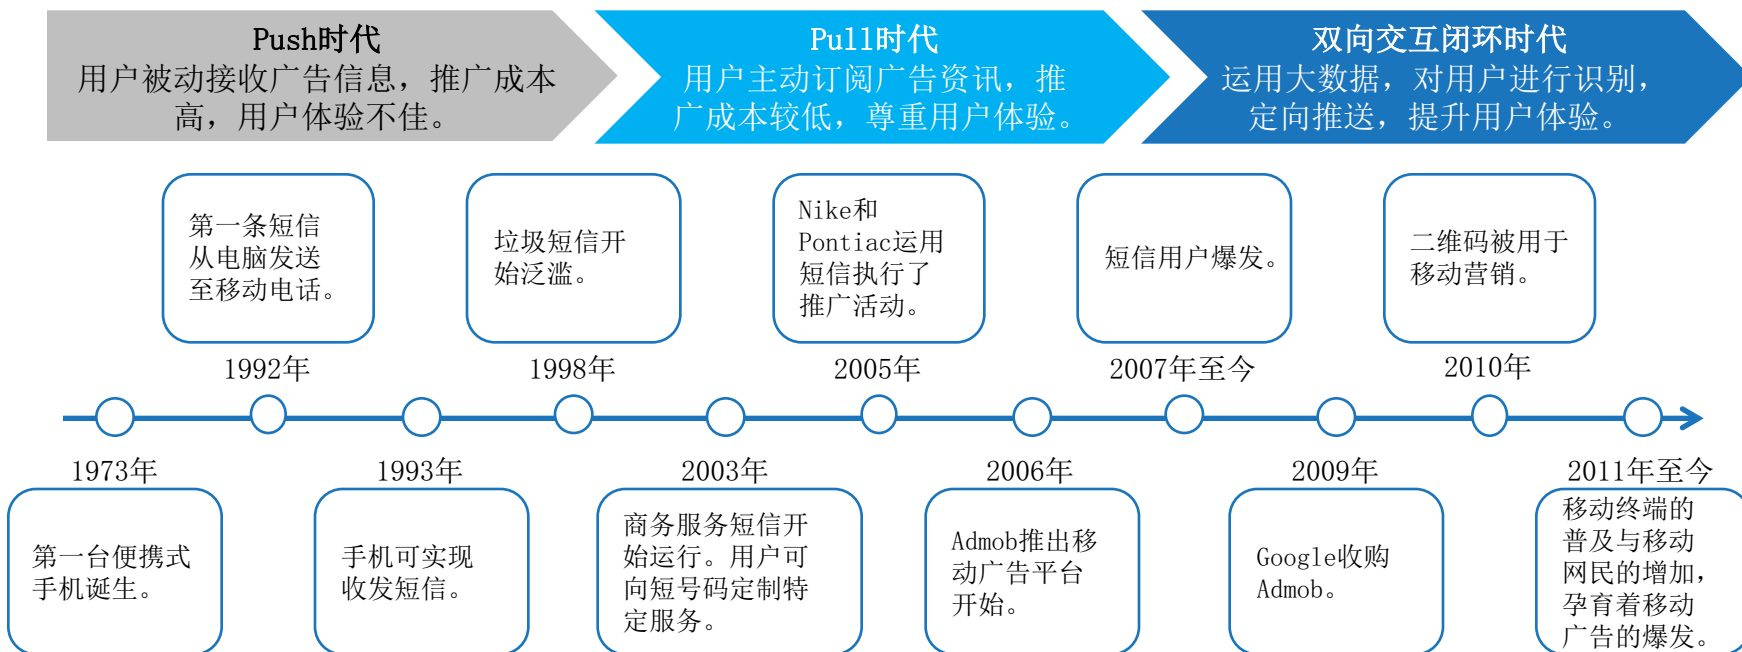 Push时代
用户被动接收广告信息，推广成本
高，用户体验不佳。
Pull时代
用户主动订阅广告资讯，推
广成本较低，尊重用户体验。
双向交互闭环时代
运用大数据，对用户进行识别，
定向推送，提升用户体验。
第一条短信
从电脑发送
至移动电话。
垃圾短信开
始泛滥。
Nike和
Pontiac运用
短信执行了
推广活动。
短信用户爆发。
二维码被用于
移动营销。
1992年
1998年
2005年
2007年至今
2010年
1973年
1993年
2003年
2006年
2009年
2011年至今
第一台便携式
手机诞生。
手机可实现
收发短信。
商务服务短信开
始运行。用户可
向短号码定制特
定服务。
Admob推出移
动广告平台
开始。
Google收购
Admob。
移动终端的
普及与移动
网民的增加，
孕育着移动
广告的爆发。